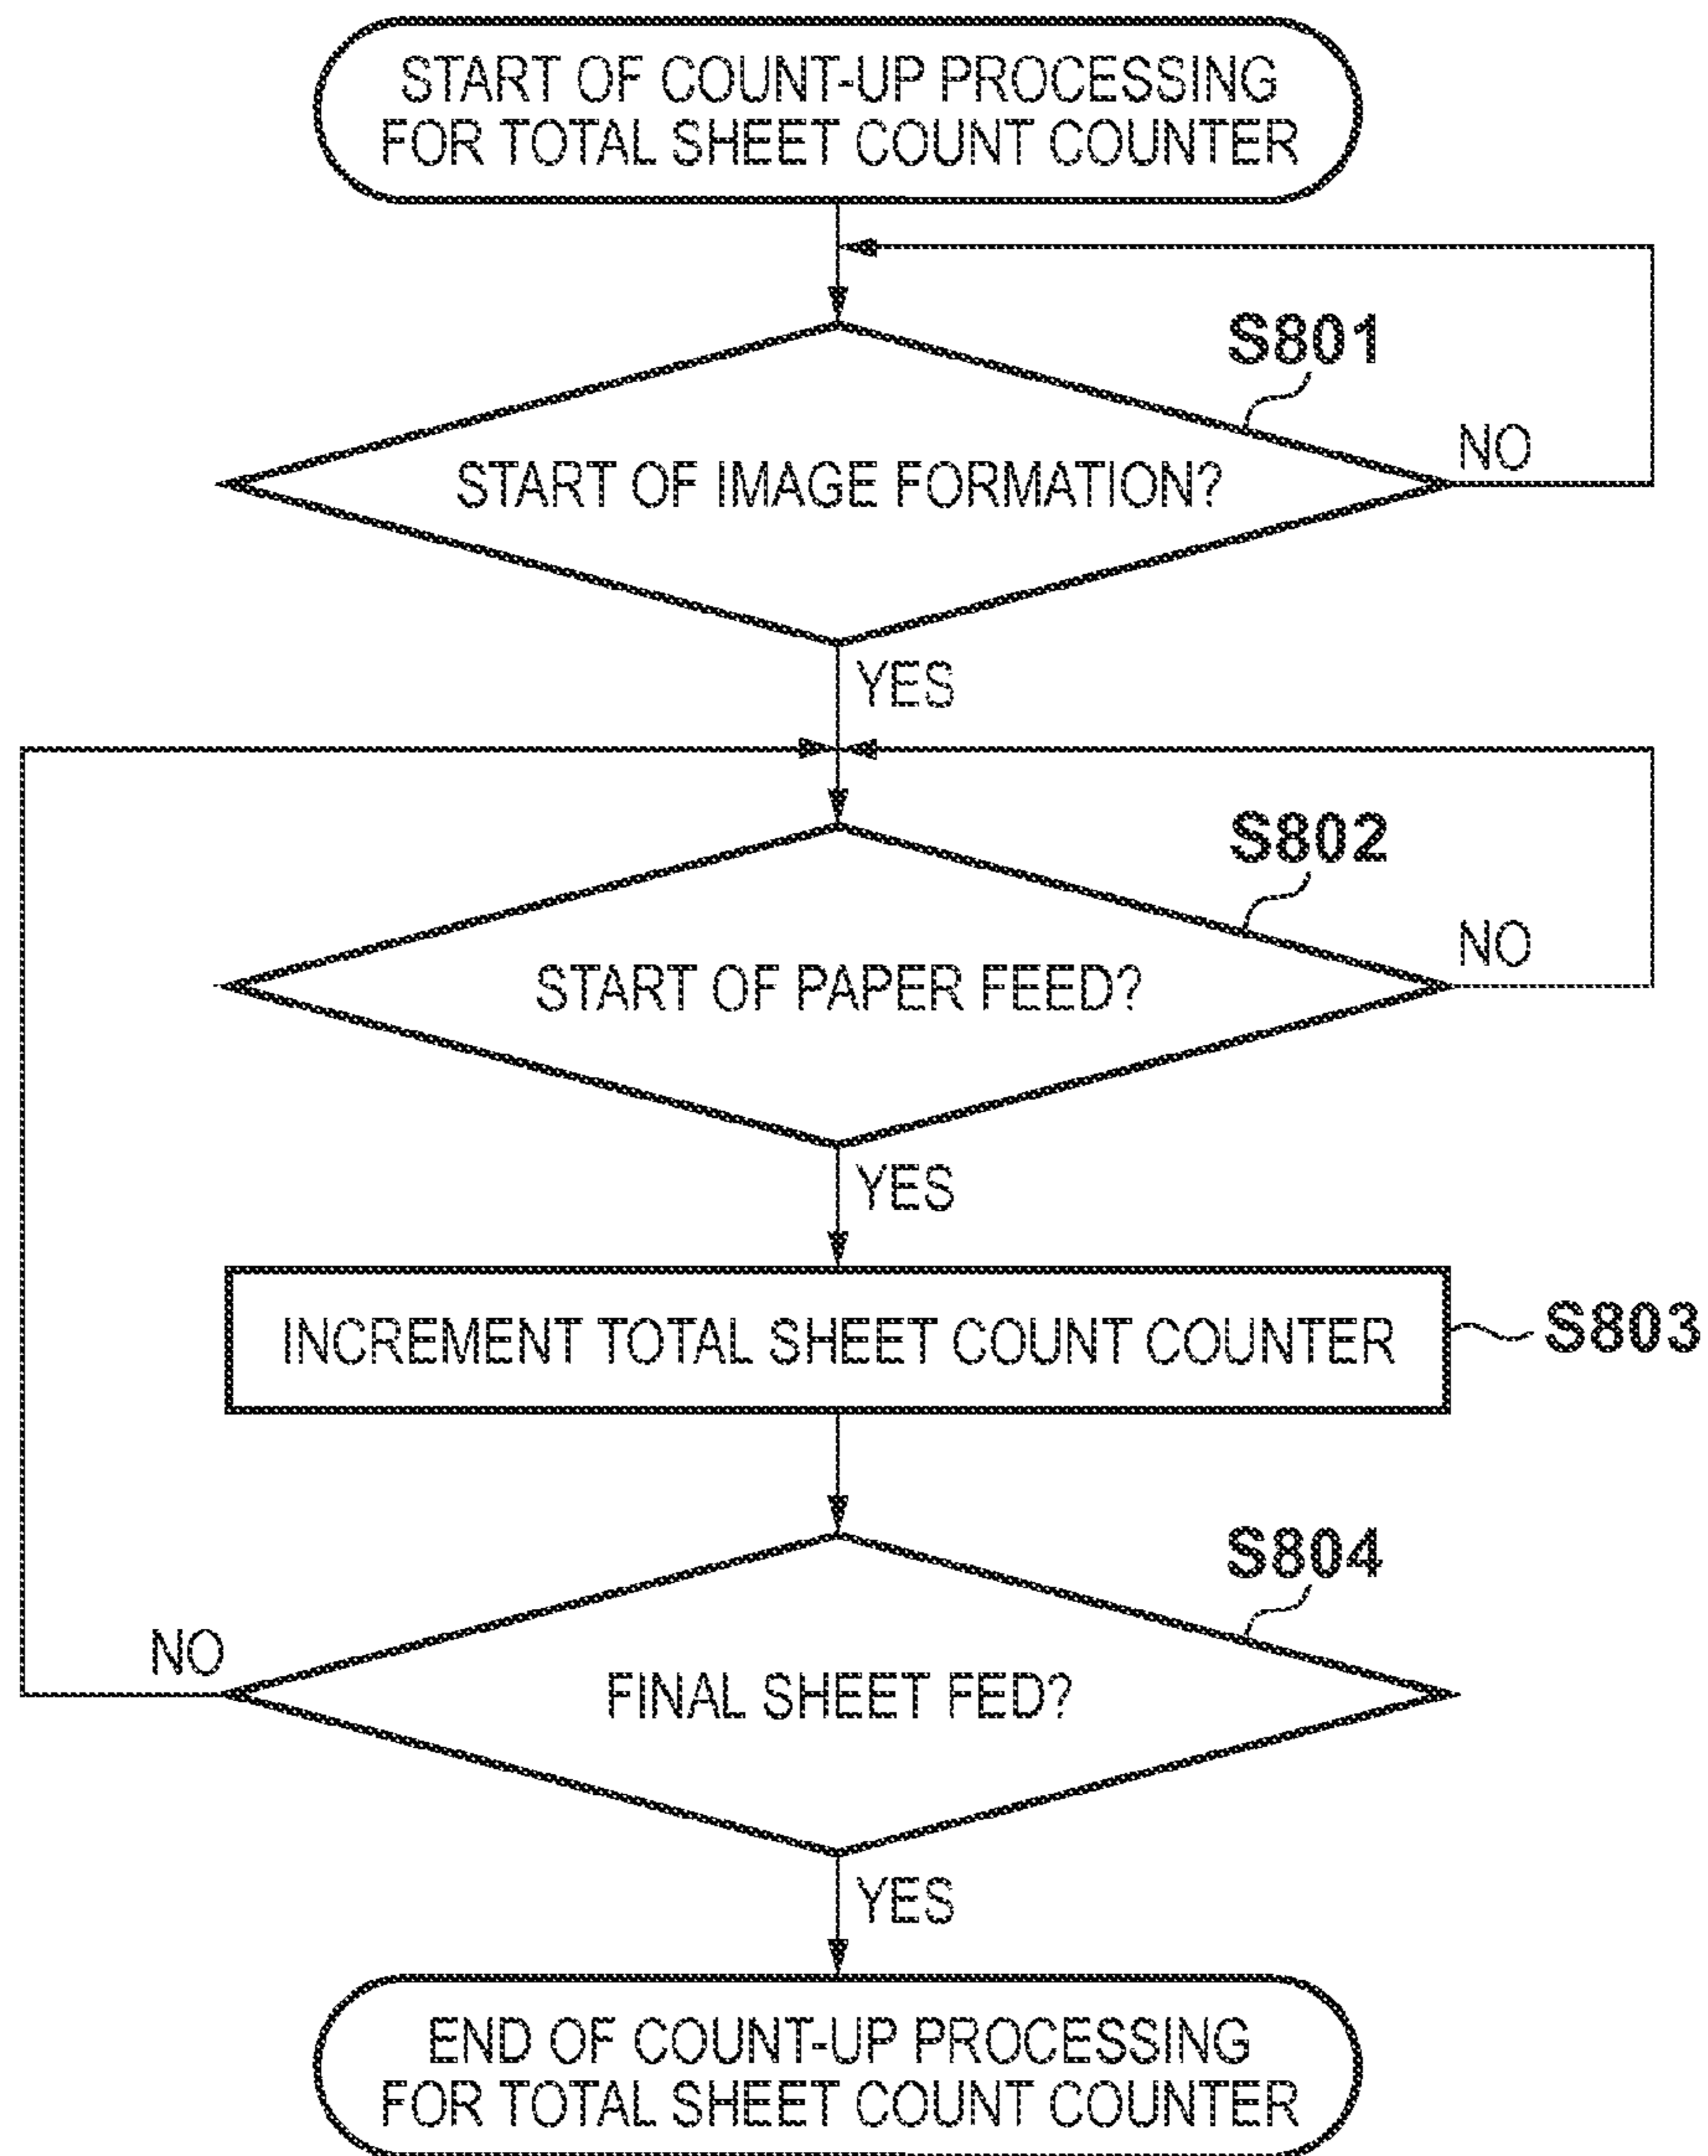 START OF COUNT-UP PROCESSING
FOR TOTAL SHEET COUNT COUNTER
S801
START OF IMAGE FORMATION?
NO
YES
S802
START OF PAPER FEED?
NO
YES
INCREMENT TOTAL SHEET COUNT COUNTER
S803
S804
NO
FINAL SHEET FED?
YES
END OF COUNT-UP PROCESSING
FOR TOTAL SHEET COUNT COUNTER